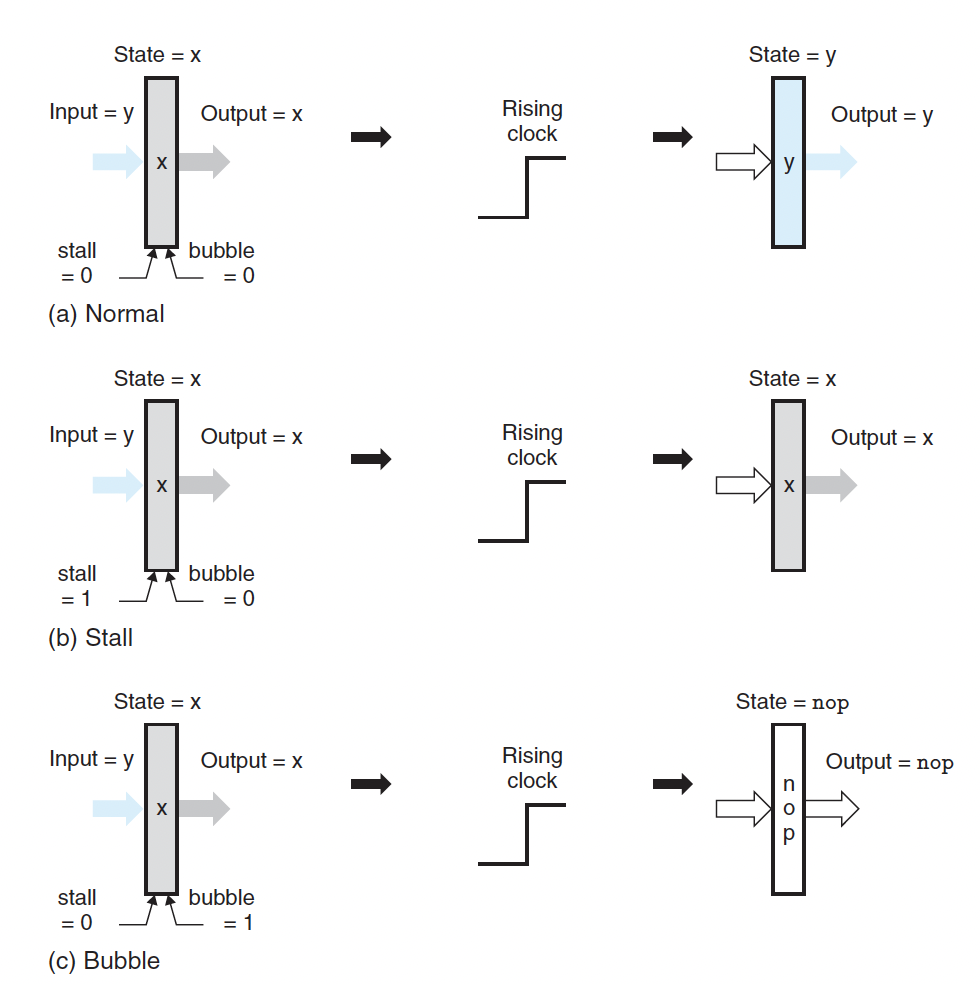 State = x
State = y
Input = y
Output = x
Rising
clock
Output = y
x
y
stall
= 0
bubble
= 0
(a) Normal
State = x
State = x
Input = y
Output = x
Rising
clock
Output = x
x
x
stall
= 1
bubble
= 0
(b) Stall
State = x
State = nop
Input = y
Output = x
Rising
clock
Output = nop
x
n
o
p
stall
= 0
bubble
= 1
(c) Bubble